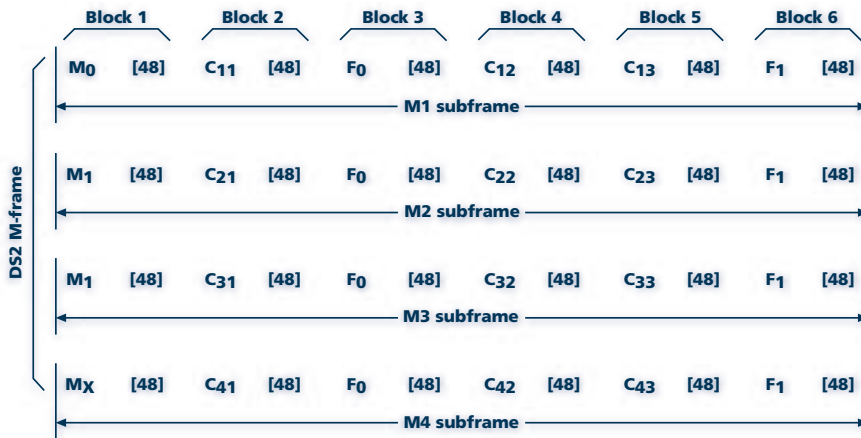 Block 1 Block 2 Block 3 Block 4 Block 5 Block 6
M0 [48] C11 [48] F0 [48] C12 [48] C13 [48] F1 [48]
M1 subframe
M1 [48] C21 [48] F0 [48] C22 [48] C23 [48] F1 [48]
M2 subframe
DS2 M-frame
M1 [48] C31 [48] F0 [48] C32 [48] C33 [48] F1 [48]
M3 subframe
MX [48] C41 [48] F0 [48] C42 [48] C43 [48] F1 [48]
M4 subframe